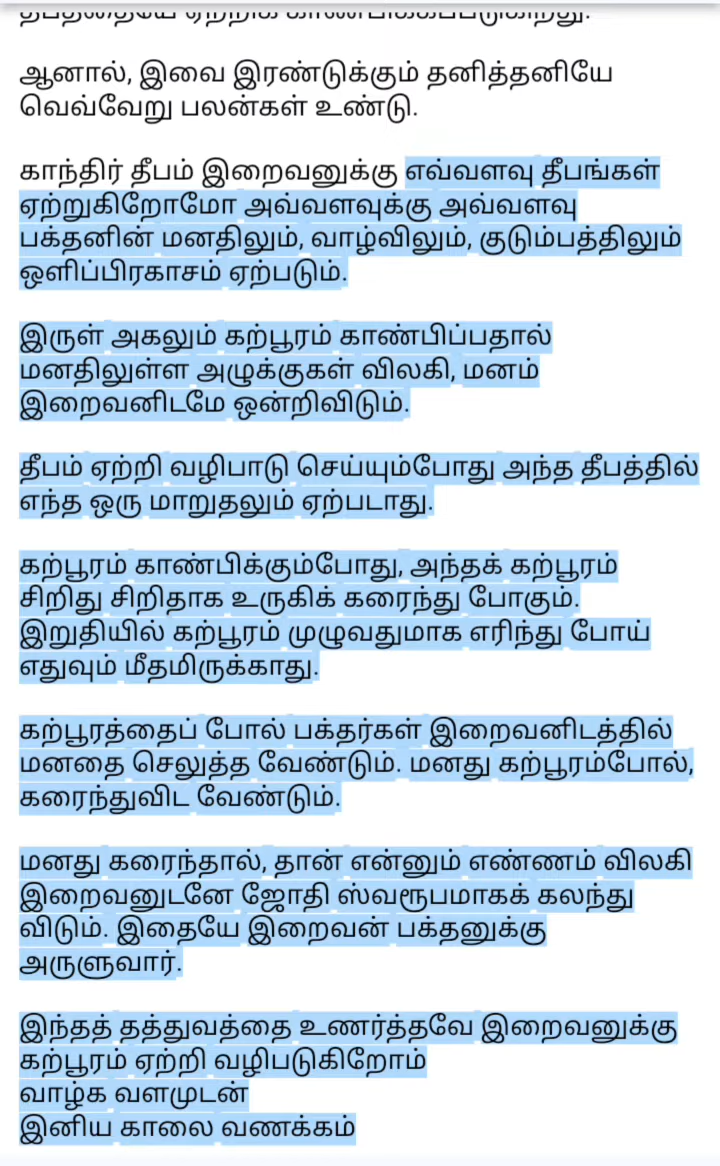 ஆனால், இவை இரண்டுக்கும் தனித்தனியே
வெவ்வேறு பலன்கள் உண்டு.
காந்திர் தீபம் இறைவனுக்கு எவ்வளவு தீபங்கள்
ஏற்றுகிறோமோ அவ்வளவுக்கு அவ்வளவு
பக்தனின் மனதிலும், வாழ்விலும், குடும்பத்திலும்
ஒளிப்பிரகாசம் ஏற்படும்.
இருள் அகலும் கற்பூரம் காண்பிப்பதால்
மனதிலுள்ள அழுக்குகள் விலகி, மனம்
இறைவனிடமே ஒன்றிவிடும்.
தீபம் ஏற்றி வழிபாடு செய்யும்போது அந்த தீபத்தில்
எந்த ஒரு மாறுதலும் ஏற்படாது.
கற்பூரம் காண்பிக்கும்போது, அந்தக் கற்பூரம்
சிறிது சிறிதாக உருகிக் கரைந்து போகும்.
இறுதியில் கற்பூரம் முழுவதுமாக எரிந்து போய்
எதுவும் மீதமிருக்காது.
கற்பூரத்தைப் போல் பக்தர்கள் இறைவனிடத்தில்
மனதை செலுத்த வேண்டும். மனது கற்பூரம்போல்,
கரைந்துவிட வேண்டும்.
மனது கரைந்தால், தான் என்னும் எண்ணம் விலகி
இறைவனுடனே ஜோதி ஸ்வரூபமாகக் கலந்து
விடும். இதையே இறைவன் பக்தனுக்கு
அருளுவார்.
இந்தத் தத்துவத்தை உணர்த்தவே இறைவனுக்கு
கற்பூரம் ஏற்றி வழிபடுகிறோம்
வாழ்க வளமுடன்
இனிய காலை வணக்கம்